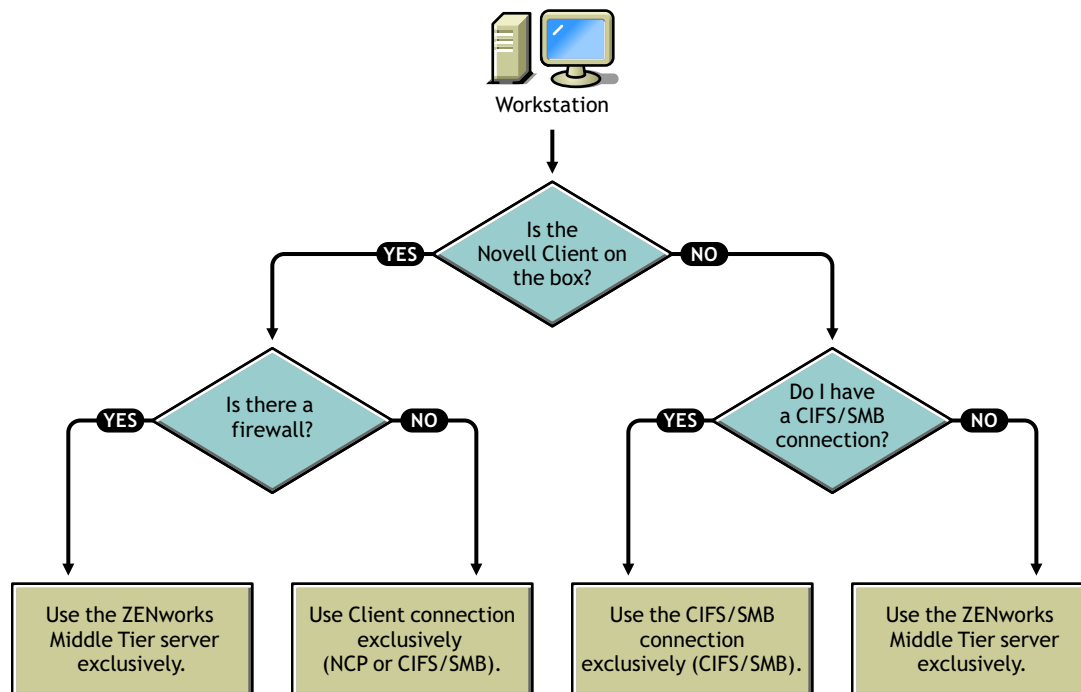 Workstation
Is the
Novell Client on
the box?
YES
NO
Is there a
firewall?
YES
NO
Do I have
a CIFS/SMB
connection?
YES
NO
Use the ZENworks
Middle Tier server
exclusively.
Use Client connection
exclusively
(NCP or CIFS/SMB).
Use the CIFS/SMB
connection
exclusively (CIFS/SMB).
Use the ZENworks
Middle Tier server
exclusively.